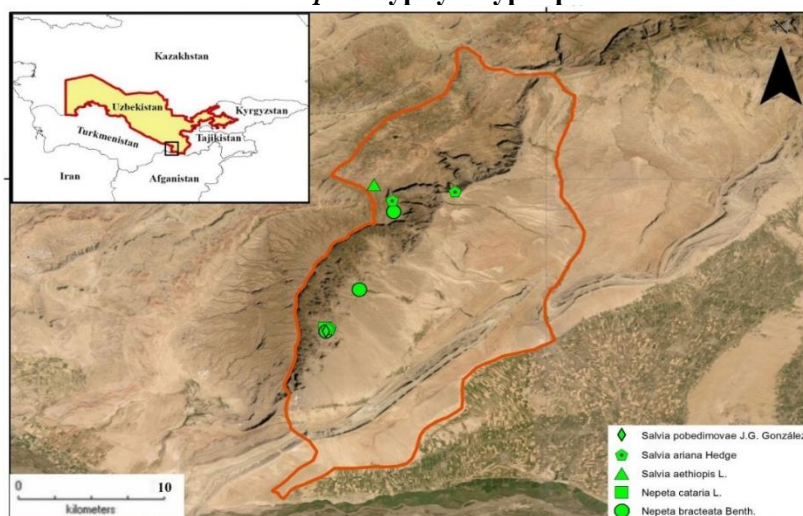 Kazakhstan
Uzbekistan
Kyrgyzstan
Turkmenistan
Tajikistan
Iran
Afganistan
Salvia pobedimovae J.G. González
Salvia ariana Hedge
Salvia aethiopis L.
Nepeta cataria L.
Nepeta bracteata Benth.
0 10
kilometers